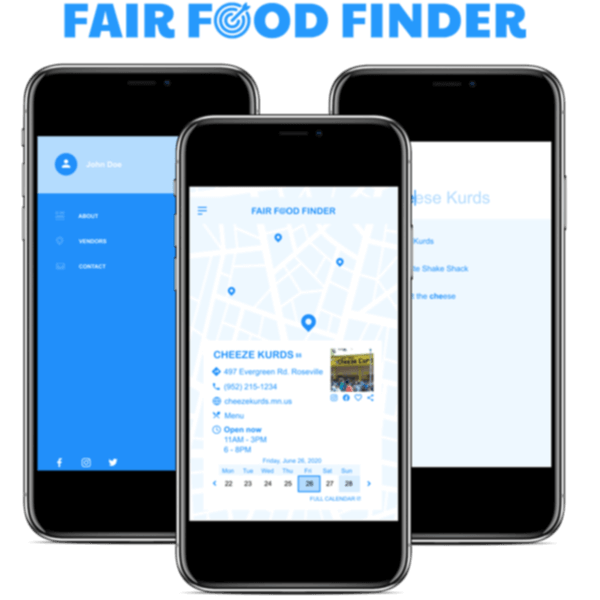 FAIR FOOD FINDER
John Doe
ABOUT
VENDORS
CONTACT
FAIR FOOD FINDER
CHEEZE KURDS
497 Evergreen Rd. Roseville
(952) 215-1234
cheezekurds.mn.us
Menu
Open now
11AM - 3PM
6 - 8PM
Friday, June 26, 2020
Mon Tue Wed Thu Fri Sat Sun
22 23 24 25 26 27 28
FULL CALENDAR
ese Kurds
Kurds
te Shake Shack
the cheese